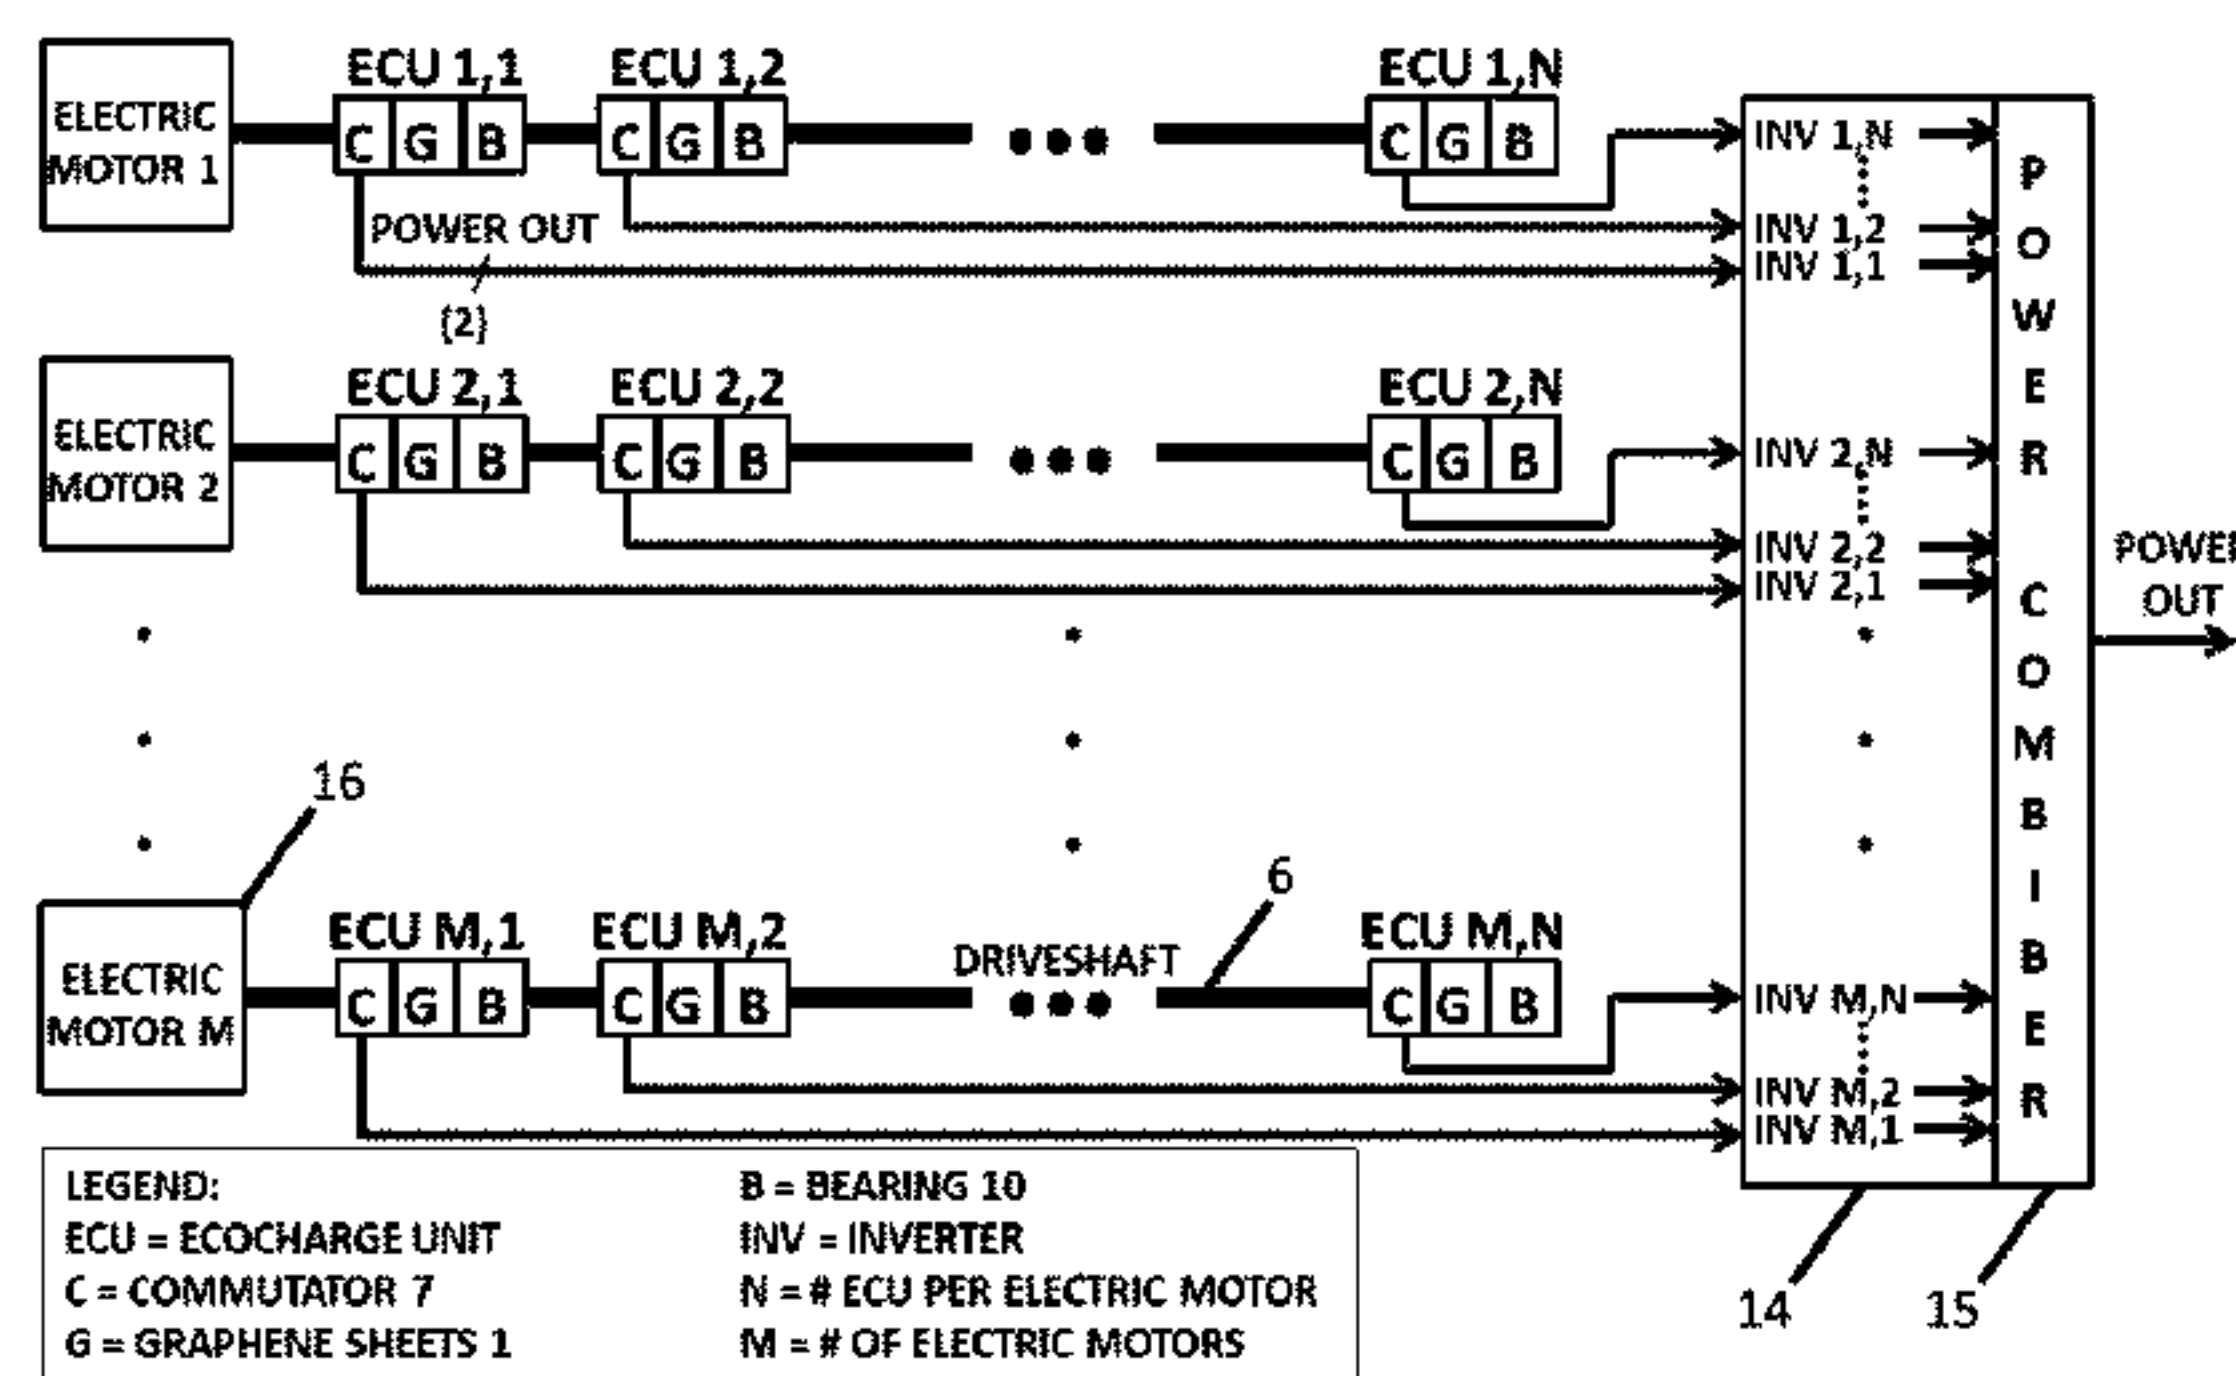 ECU 1,1
ECU 1,2
ECU 1,N
ELECTRIC
MOTOR 1
C G B
C G B
C G B
INV 1,N
INV 1,2
INV 1,1
POWER OUT
(2)
ECU 2,1
ECU 2,2
ECU 2,N
ELECTRIC
MOTOR 2
C G B
C G B
C G B
INV 2,N
INV 2,2
INV 2,1
POWER COMBIBER
POWER
OUT
16
6
ECU M,1
ECU M,2
DRIVESHAFT
ECU M,N
ELECTRIC
MOTOR M
C G B
C G B
C G B
INV M,N
INV M,2
INV M,1
LEGEND:
ECU = ECOCHARGE UNIT
C = COMMUTATOR 7
G = GRAPHENE SHEETS 1
B = BEARING 10
INV = INVERTER
N = # ECU PER ELECTRIC MOTOR
M = # OF ELECTRIC MOTORS
14
15